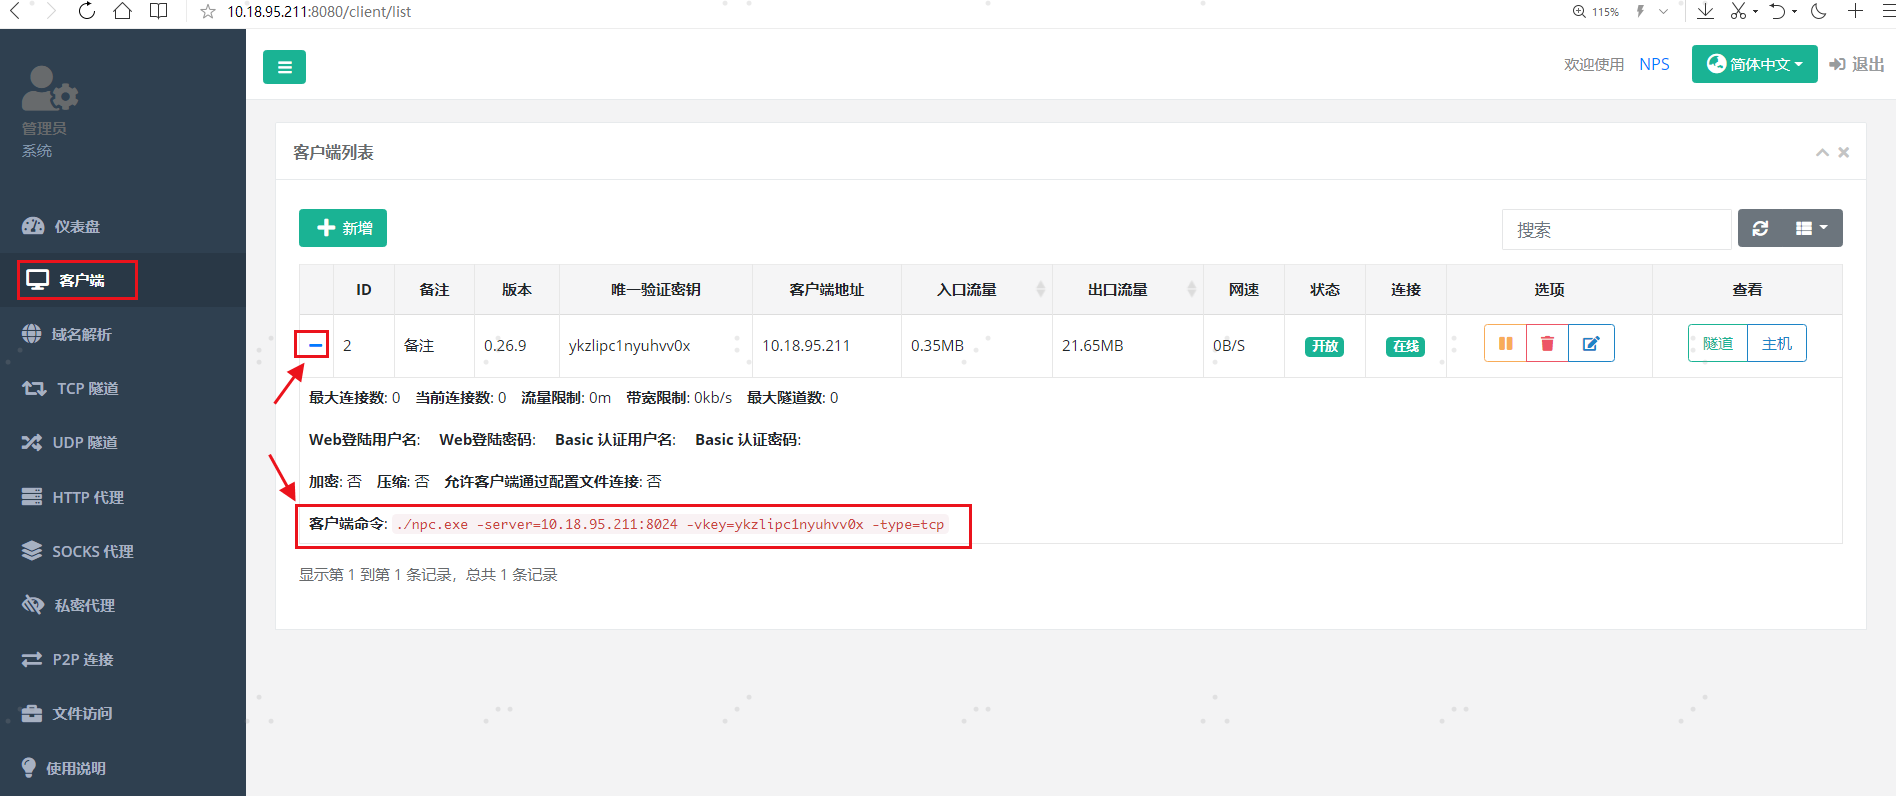 10.18.95.211:8080/client/list
115%
欢迎使用 NPS 简体中文 退出
管理员
系统
仪表盘
客户端
域名解析
TCP 隧道
UDP 隧道
HTTP 代理
SOCKS 代理
私密代理
P2P 连接
文件访问
使用说明
客户端列表
新增
搜索
ID 备注 版本 唯一验证密钥 客户端地址 入口流量 出口流量 网速 状态 连接 选项 查看
2 备注 0.26.9 ykzlipc1nyuhvv0x 10.18.95.211 0.35MB 21.65MB 0B/S 开放 在线 隧道 主机
最大连接数: 0 当前连接数: 0 流量限制: 0m 带宽限制: 0kb/s 最大隧道数: 0
Web登陆用户名: Web登陆密码: Basic 认证用户名: Basic 认证密码:
加密: 否 压缩: 否 允许客户端通过配置文件连接: 否
客户端命令: ./npc.exe -server=10.18.95.211:8024 -vkey=ykzlipc1nyuhvv0x -type=tcp
显示第 1 到第 1 条记录，总共 1 条记录